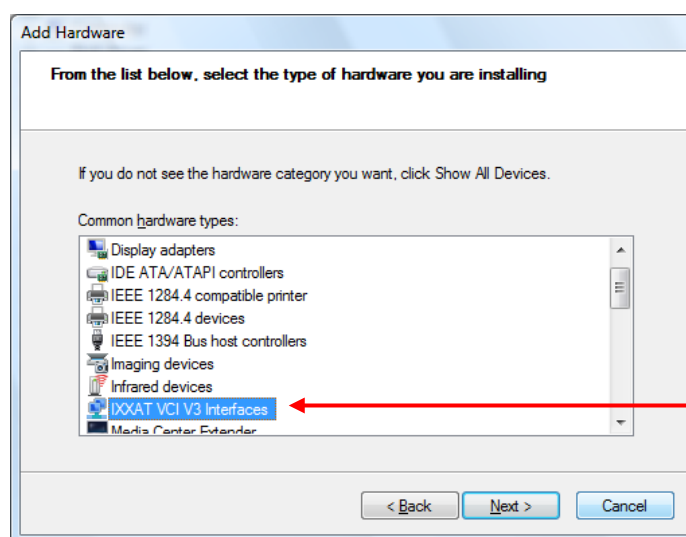 Add Hardware
From the list below, select the type of hardware you are installing
If you do not see the hardware category you want, click Show All Devices.
Common hardware types:
Display adapters
IDE ATA/ATAPI controllers
IEEE 1284.4 compatible printer
IEEE 1284.4 devices
IEEE 1394 Bus host controllers
Imaging devices
Infrared devices
IXXAT VCI V3 Interfaces
Media Center Extender
< Back Next > Cancel